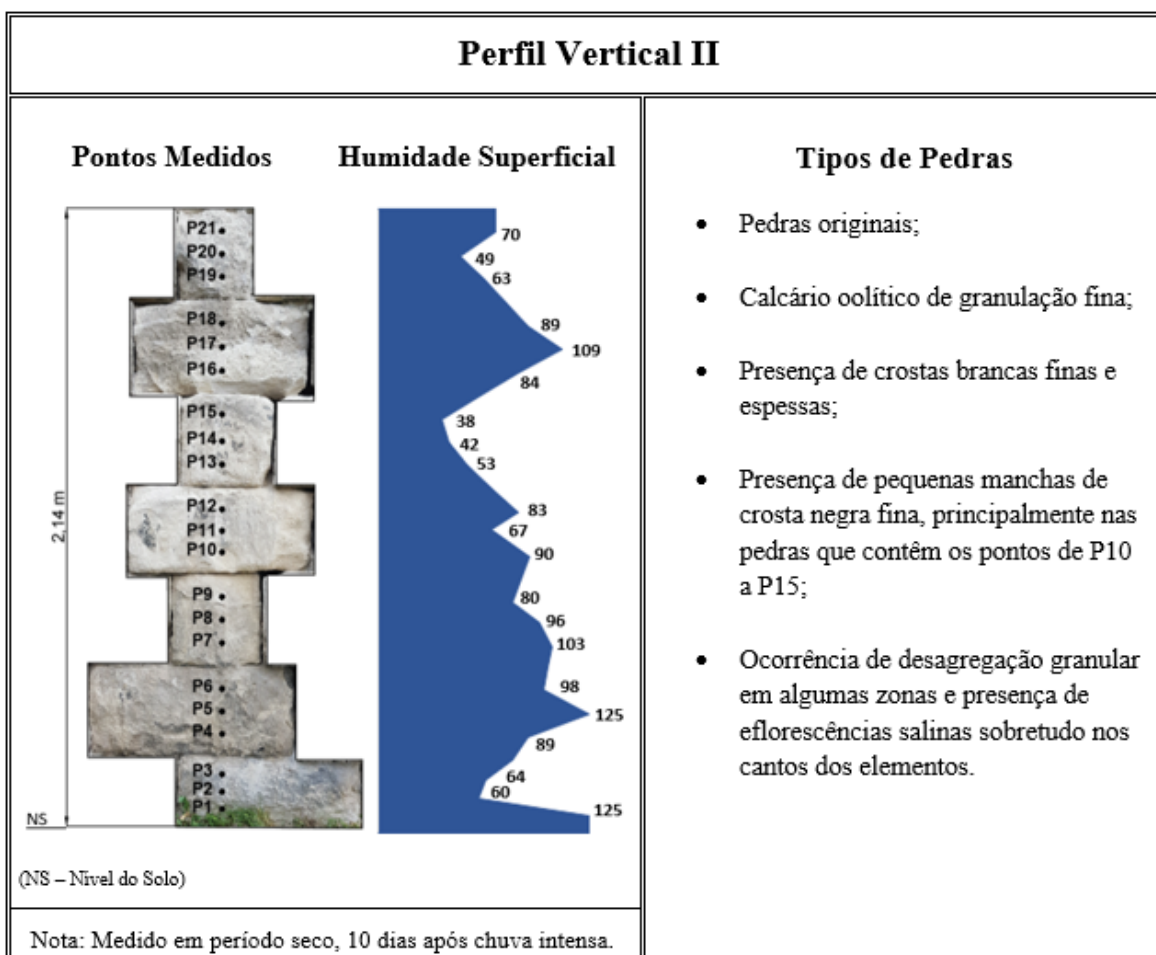 Perfil Vertical II
Pontos Medidos
Humidade Superficial
2,14 m
P21
P20
P19
P18
P17
P16
P15
P14
P13
P12
P11
P10
P9
P8
P7
P6
P5
P4
P3
P2
P1
NS
70
49
63
89
109
84
38
42
53
83
67
90
80
96
103
98
125
89
64
60
125
(NS – Nivel do Solo)
Nota: Medido em período seco, 10 dias após chuva intensa.
Tipos de Pedras
• Pedras originais;
• Calcário oolítico de granulação fina;
• Presença de crostas brancas finas e
espessas;
• Presença de pequenas manchas de
crosta negra fina, principalmente nas
pedras que contêm os pontos de P10
a P15;
• Ocorrência de desagregação granular
em algumas zonas e presença de
eflorescências salinas sobretudo nos
cantos dos elementos.